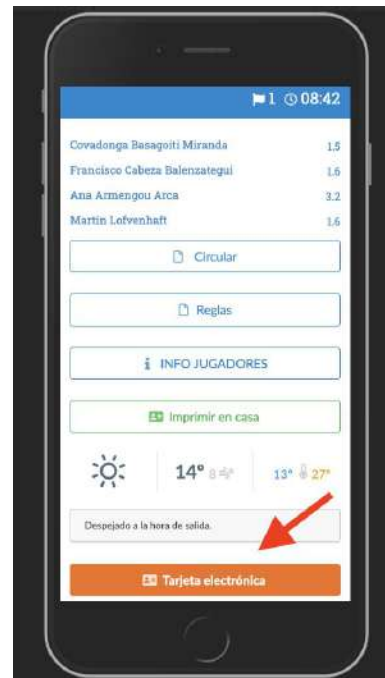 1 08:42
Covadonga Basagoiti Miranda 1.5
Francisco Cabeza Balenzategui 1.6
Ana Armengou Arca 3.2
Martin Lofvenhaft 1.6
Circular
Reglas
INFO JUGADORES
Imprimir en casa
14° 8 13° 27°
Despejado a la hora de salida.
Tarjeta electrónica